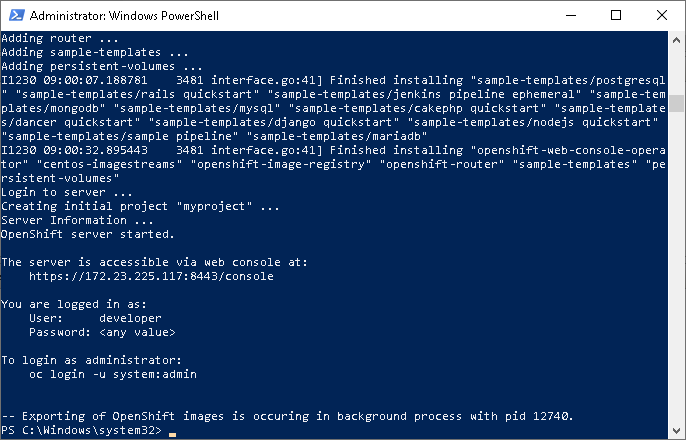 Administrator: Windows PowerShell
Adding router ...
Adding sample-templates ...
Adding persistent-volumes ...
I1230 09:00:07.188781    3481 interface.go:41] Finished installing "sample-templates/postgresql
" "sample-templates/rails quickstart" "sample-templates/jenkins pipeline ephemeral" "sample-tem
plates/mongodb" "sample-templates/mysql" "sample-templates/cakephp quickstart" "sample-template
s/dancer quickstart" "sample-templates/django quickstart" "sample-templates/nodejs quickstart"
"sample-templates/sample pipeline" "sample-templates/mariadb"
I1230 09:00:32.895443    3481 interface.go:41] Finished installing "openshift-web-console-opera
tor" "centos-imagestreams" "openshift-image-registry" "openshift-router" "sample-templates" "pe
rsistent-volumes"
Login to server ...
Creating initial project "myproject" ...
Server Information ...
OpenShift server started.
The server is accessible via web console at:
    https://172.23.225.117:8443/console
You are logged in as:
    User:     developer
    Password: <any value>
To login as administrator:
    oc login -u system:admin
-- Exporting of OpenShift images is occuring in background process with pid 12740.
PS C:\Windows\system32>